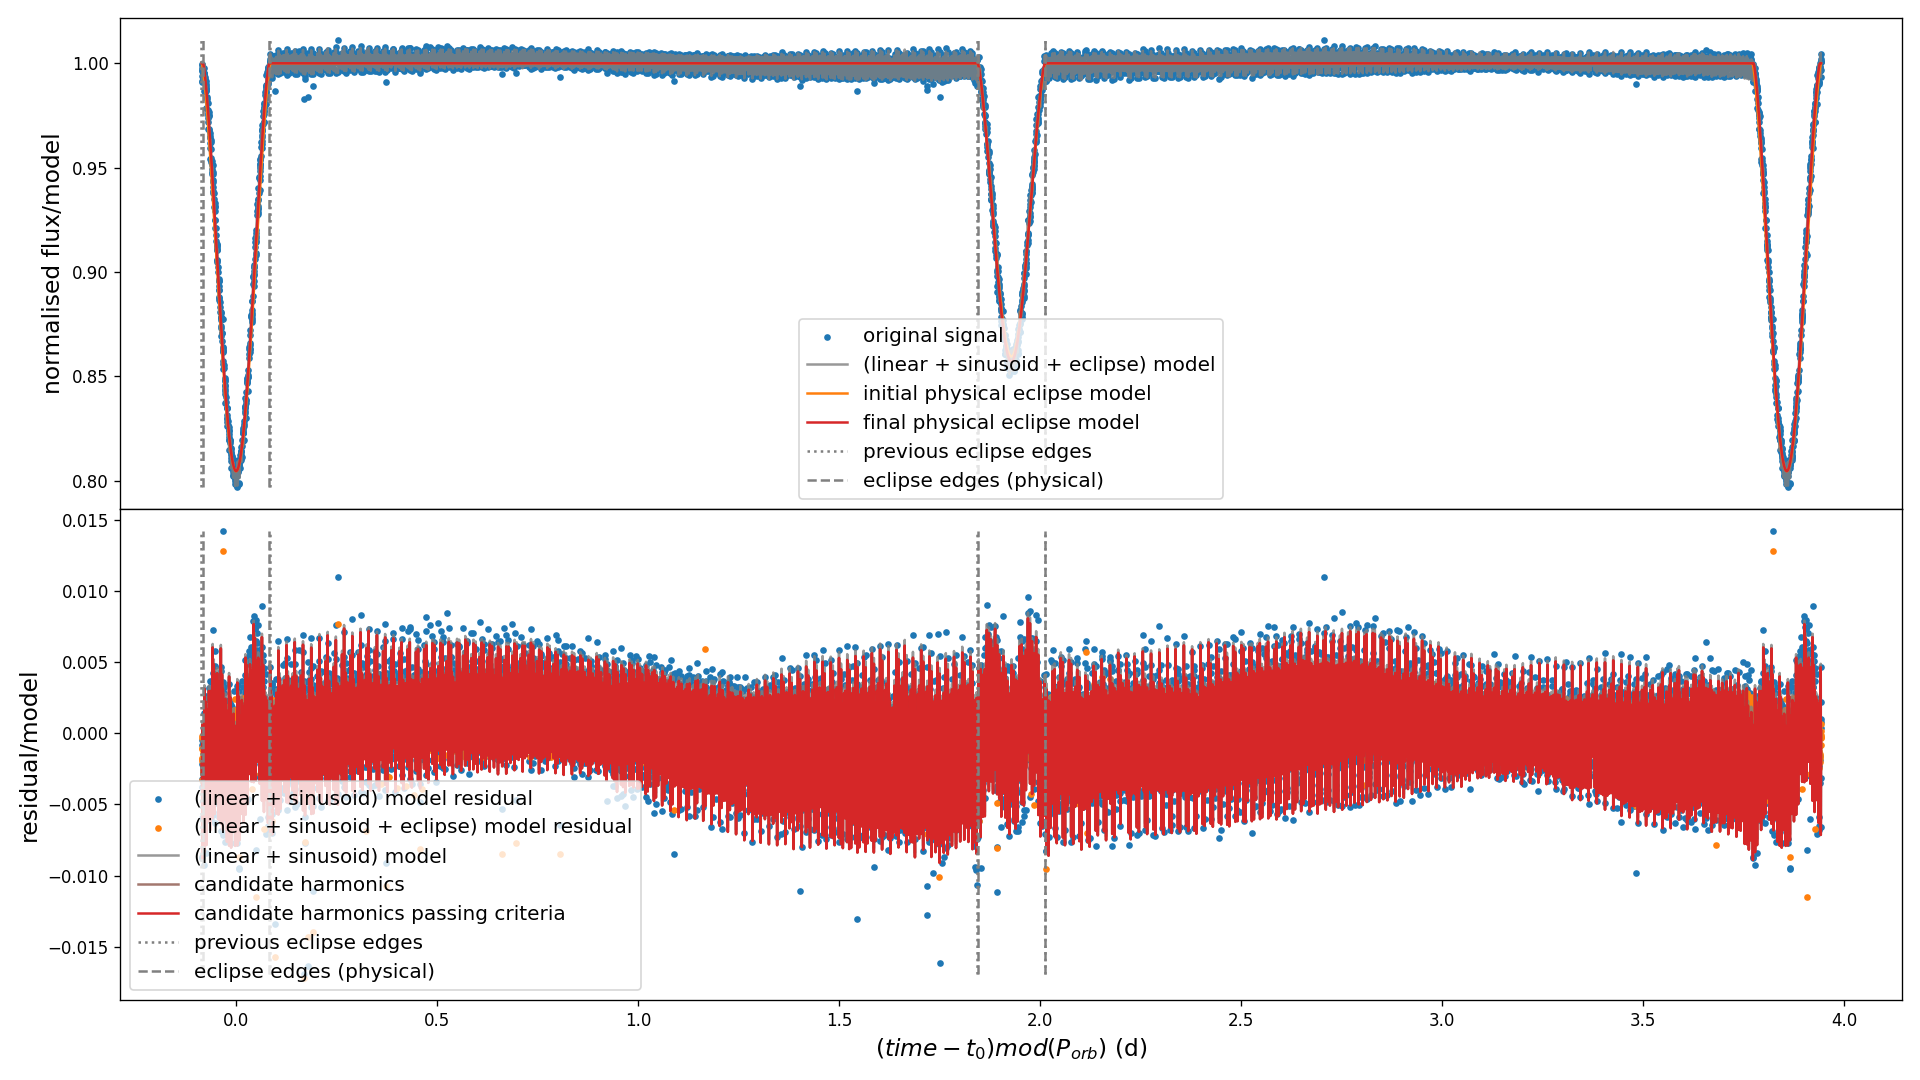 normalised flux/model
1.00
0.95
0.90
0.85
0.80
original signal
(linear + sinusoid + eclipse) model
initial physical eclipse model
final physical eclipse model
previous eclipse edges
eclipse edges (physical)
residual/model
0.015
0.010
0.005
0.000
−0.005
−0.010
−0.015
(linear + sinusoid) model residual
(linear + sinusoid + eclipse) model residual
(linear + sinusoid) model
candidate harmonics
candidate harmonics passing criteria
previous eclipse edges
eclipse edges (physical)
0.0 0.5 1.0 1.5 2.0 2.5 3.0 3.5 4.0
(time − t₀)mod(Pₒᵣb) (d)